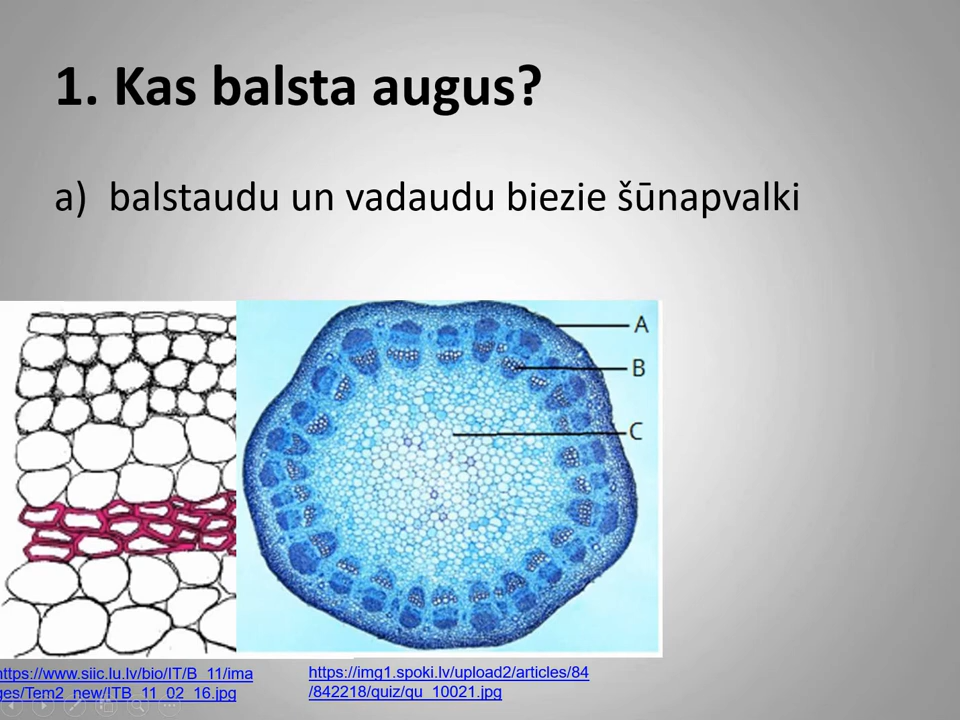 1. Kas balsta augus?
a) balstaudu un vadaudu biezie šūnapvalki
A
B
C
https://www.siic.lu.lv/bio/IT/B_11/ima
ges/Tem2_new/ITB_11_02_16.jpg
https://img1.spoki.lv/upload2/articles/84
/842218/quiz/qu_10021.jpg